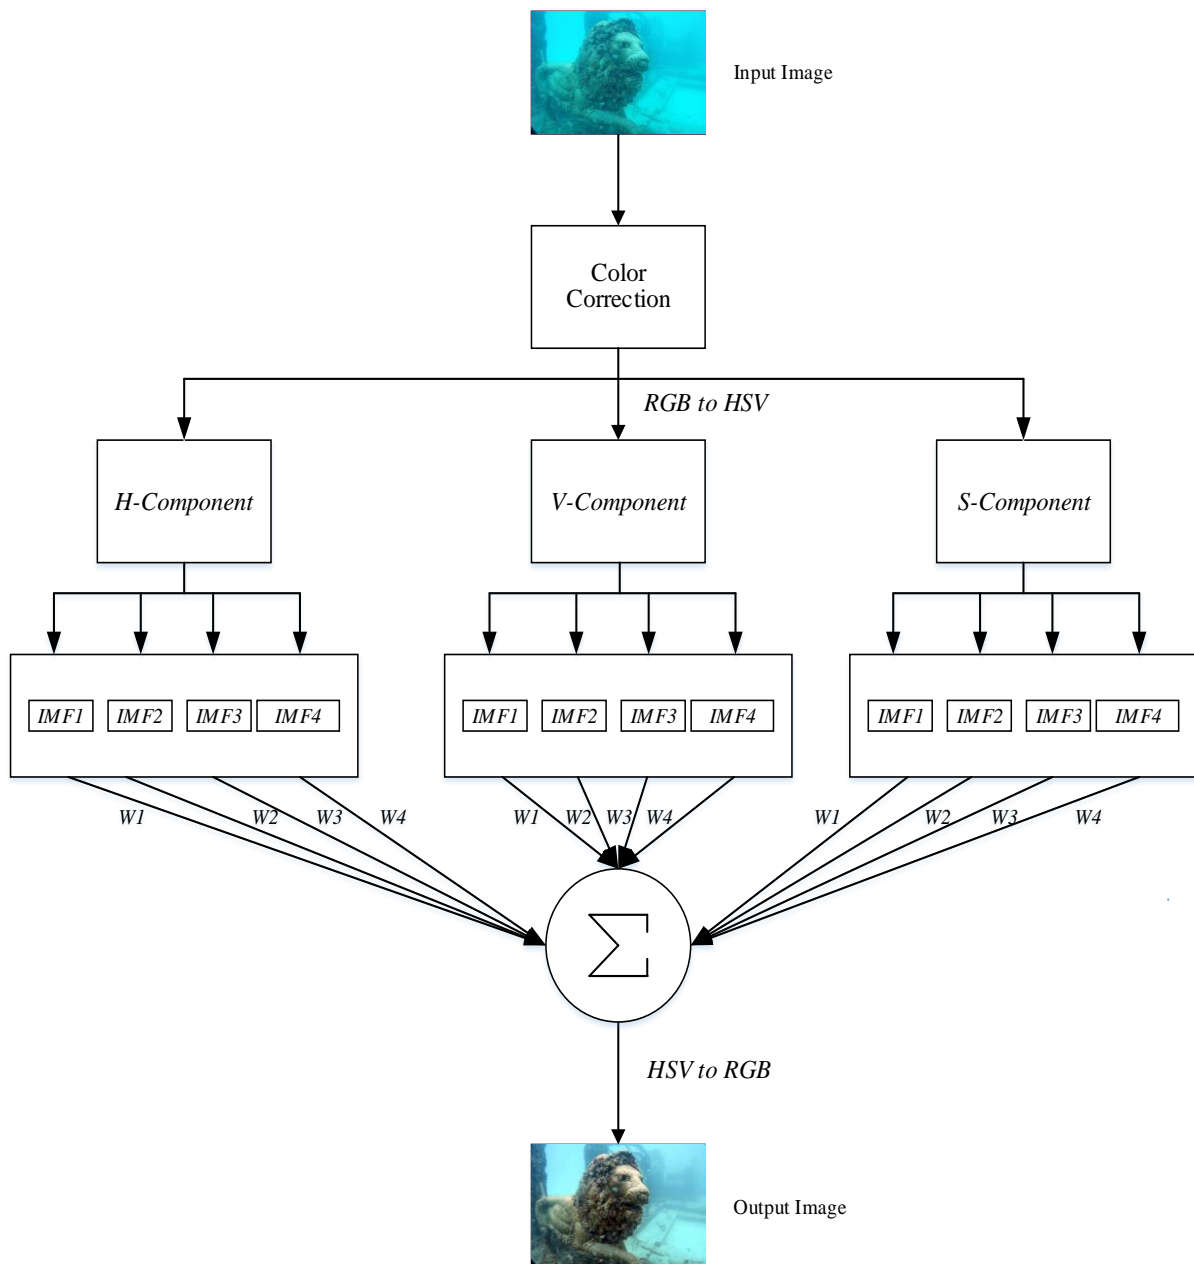 Input Image
Color
Correction
RGB to HSV
H-Component
V-Component
S-Component
IMF1 IMF2 IMF3 IMF4
IMF1 IMF2 IMF3 IMF4
IMF1 IMF2 IMF3 IMF4
W1 W2 W3 W4
W1 W2 W3 W4
W1 W2 W3 W4
Σ
HSV to RGB
Output Image